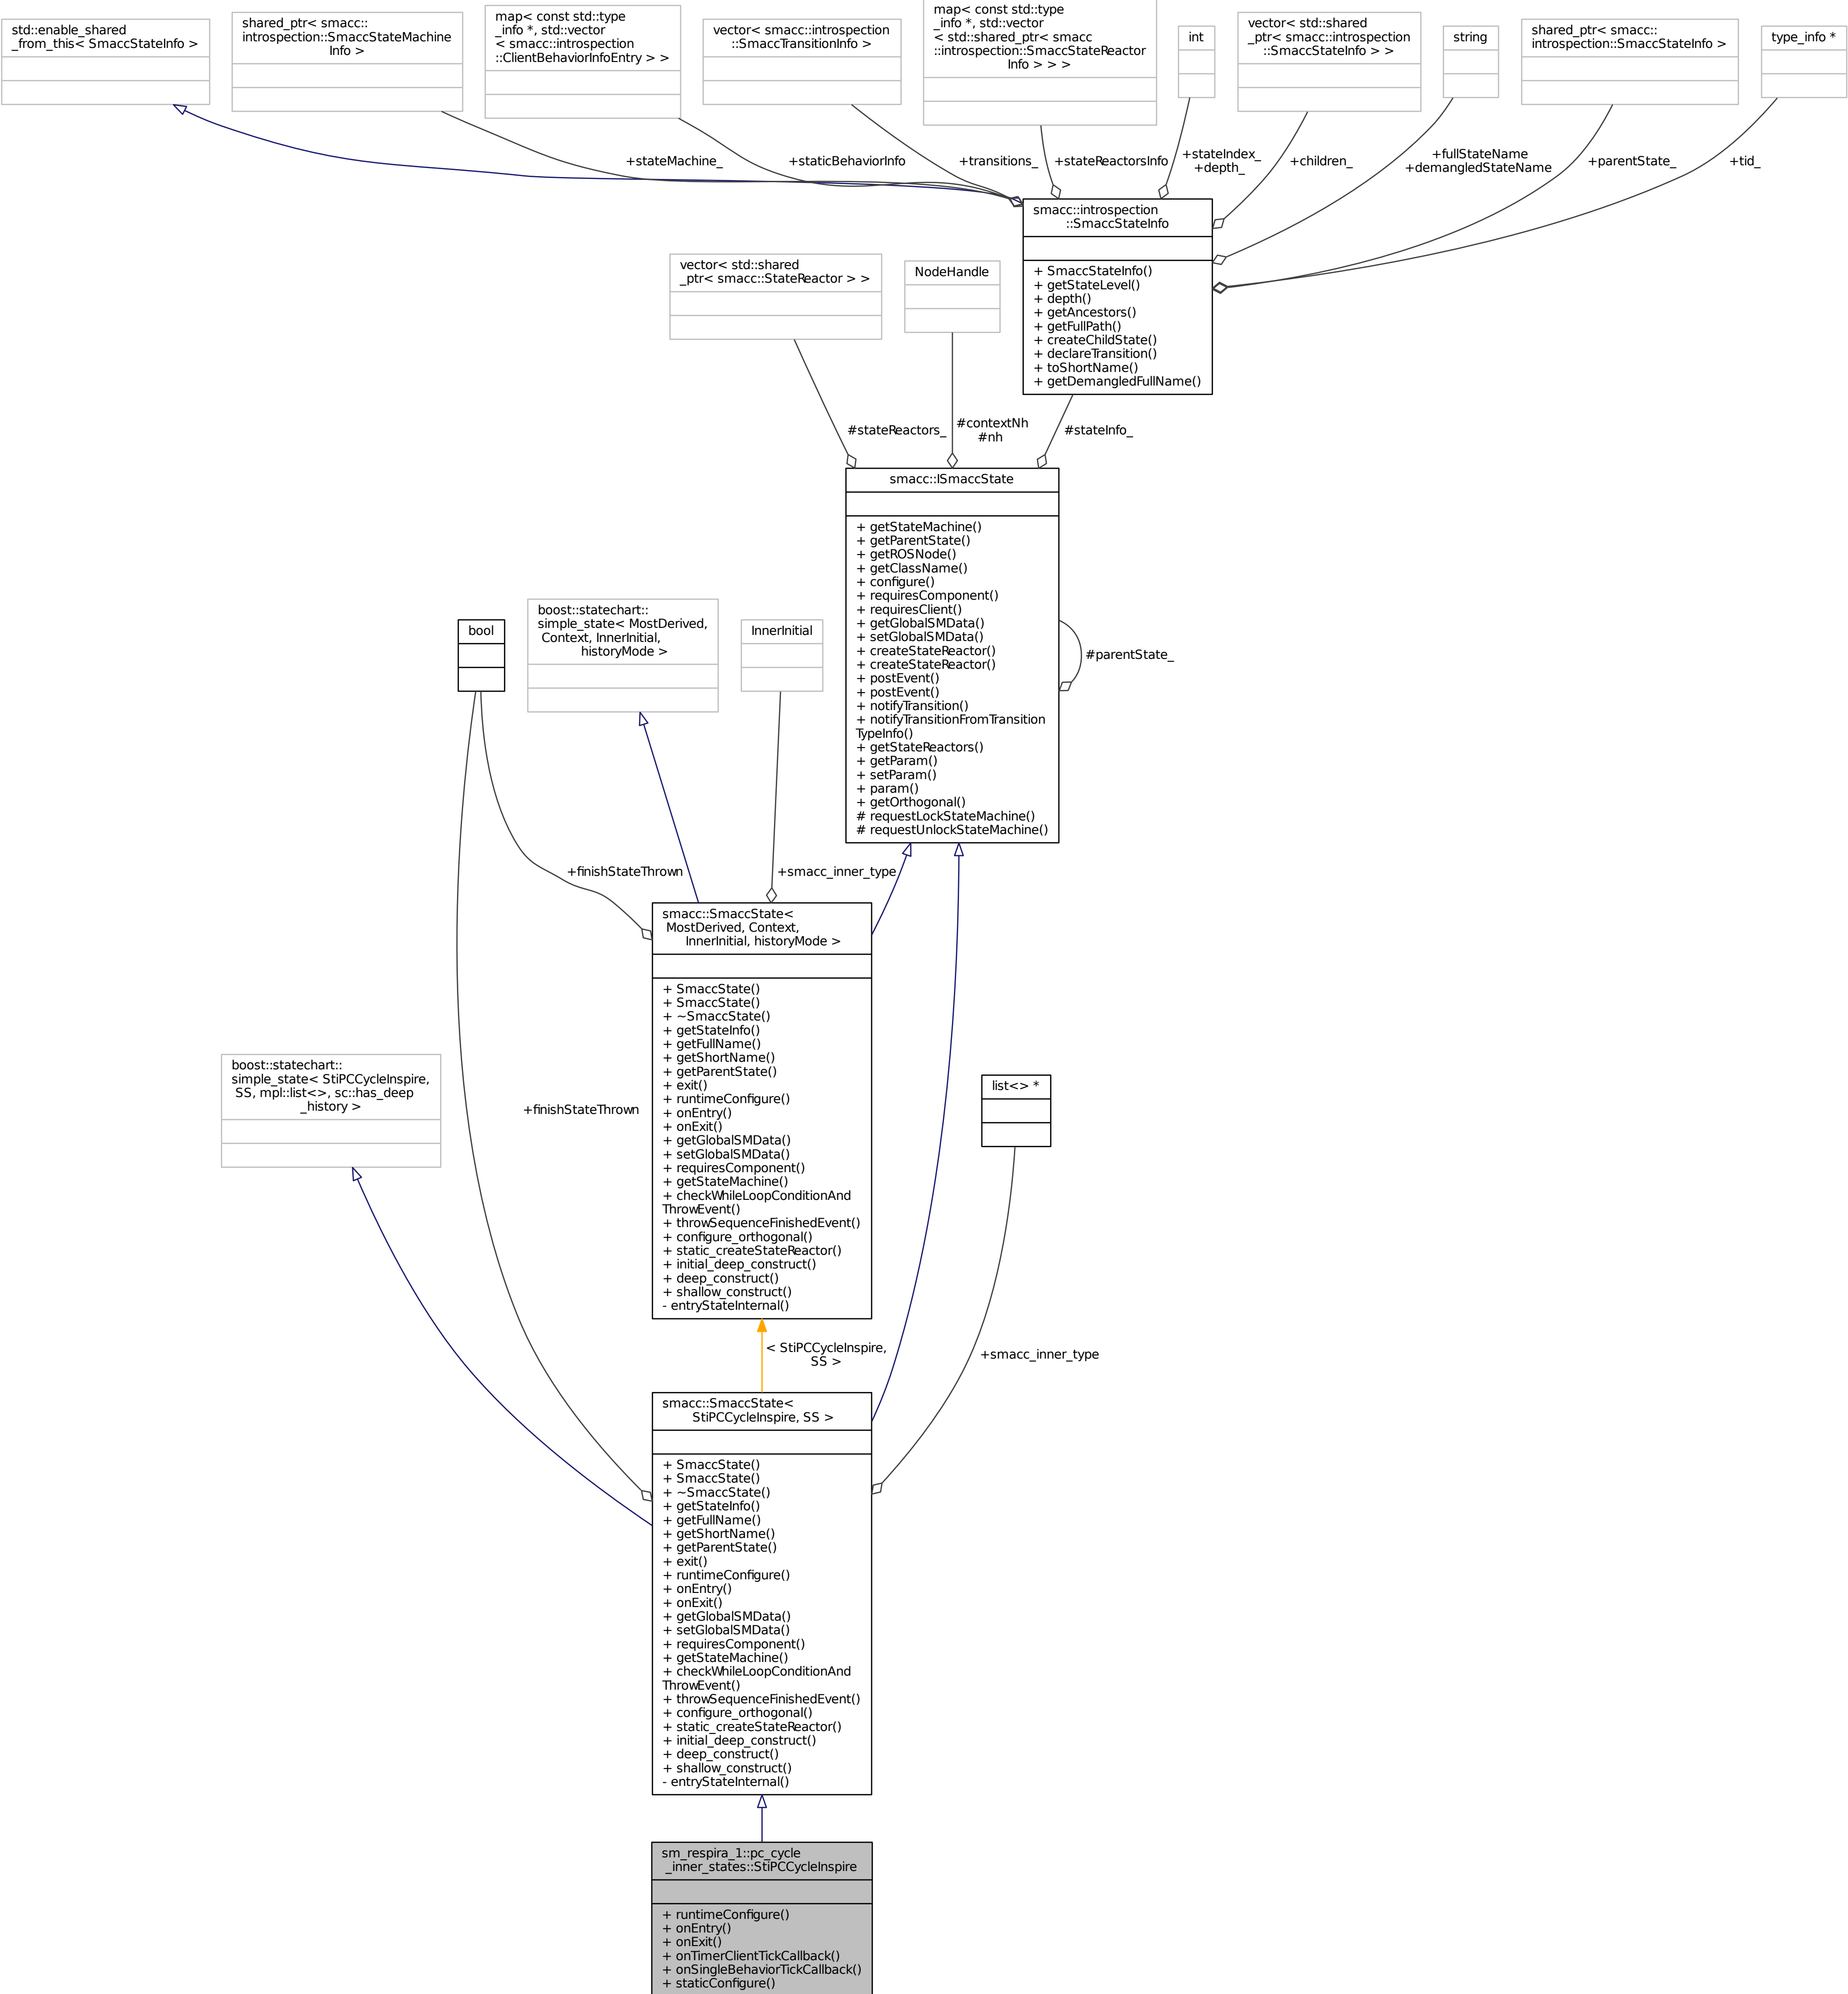 std::enable_shared
_from_this< SmaccStateInfo >
shared_ptr< smacc::
introspection::SmaccStateMachine
Info >
map< const std::type
_info *, std::vector
< smacc::introspection
::ClientBehaviorInfoEntry > >
vector< smacc::introspection
::SmaccTransitionInfo >
map< const std::type
_info *, std::vector
< std::shared_ptr< smacc
::introspection::SmaccStateReactor
Info > > >
int
vector< std::shared
_ptr< smacc::introspection
::SmaccStateInfo > >
string
shared_ptr< smacc::
introspection::SmaccStateInfo >
type_info *
+stateMachine_
+staticBehaviorInfo
+transitions_
+stateReactorsInfo
+stateIndex_
+depth_
+children_
+fullStateName
+demangledStateName
+parentState_
+tid_
smacc::introspection
::SmaccStateInfo
+ SmaccStateInfo()
+ getStateLevel()
+ depth()
+ getAncestors()
+ getFullPath()
+ createChildState()
+ declareTransition()
+ toShortName()
+ getDemangledFullName()
vector< std::shared
_ptr< smacc::StateReactor > >
NodeHandle
#stateReactors_
#contextNh
#nh
#stateInfo_
smacc::ISmaccState
+ getStateMachine()
+ getParentState()
+ getROSNode()
+ getClassName()
+ configure()
+ requiresComponent()
+ requiresClient()
+ getGlobalSMData()
+ setGlobalSMData()
+ createStateReactor()
+ createStateReactor()
+ postEvent()
+ postEvent()
+ notifyTransition()
+ notifyTransitionFromTransition
TypeInfo()
+ getStateReactors()
+ getParam()
+ setParam()
+ param()
+ getOrthogonal()
# requestLockStateMachine()
# requestUnlockStateMachine()
#parentState_
bool
boost::statechart::
simple_state< MostDerived,
Context, InnerInitial,
historyMode >
InnerInitial
+finishStateThrown
+smacc_inner_type
smacc::SmaccState<
MostDerived, Context,
InnerInitial, historyMode >
+ SmaccState()
+ SmaccState()
+ ~SmaccState()
+ getStateInfo()
+ getFullName()
+ getShortName()
+ getParentState()
+ exit()
+ runtimeConfigure()
+ onEntry()
+ onExit()
+ getGlobalSMData()
+ setGlobalSMData()
+ requiresComponent()
+ getStateMachine()
+ checkWhileLoopConditionAnd
ThrowEvent()
+ throwSequenceFinishedEvent()
+ configure_orthogonal()
+ static_createStateReactor()
+ initial_deep_construct()
+ deep_construct()
+ shallow_construct()
- entryStateInternal()
boost::statechart::
simple_state< StiPCCycleInspire,
SS, mpl::list<>, sc::has_deep
_history >
+finishStateThrown
list<> *
< StiPCCycleInspire,
SS >
+smacc_inner_type
smacc::SmaccState<
StiPCCycleInspire, SS >
+ SmaccState()
+ SmaccState()
+ ~SmaccState()
+ getStateInfo()
+ getFullName()
+ getShortName()
+ getParentState()
+ exit()
+ runtimeConfigure()
+ onEntry()
+ onExit()
+ getGlobalSMData()
+ setGlobalSMData()
+ requiresComponent()
+ getStateMachine()
+ checkWhileLoopConditionAnd
ThrowEvent()
+ throwSequenceFinishedEvent()
+ configure_orthogonal()
+ static_createStateReactor()
+ initial_deep_construct()
+ deep_construct()
+ shallow_construct()
- entryStateInternal()
sm_respira_1::pc_cycle
_inner_states::StiPCCycleInspire
+ runtimeConfigure()
+ onEntry()
+ onExit()
+ onTimerClientTickCallback()
+ onSingleBehaviorTickCallback()
+ staticConfigure()